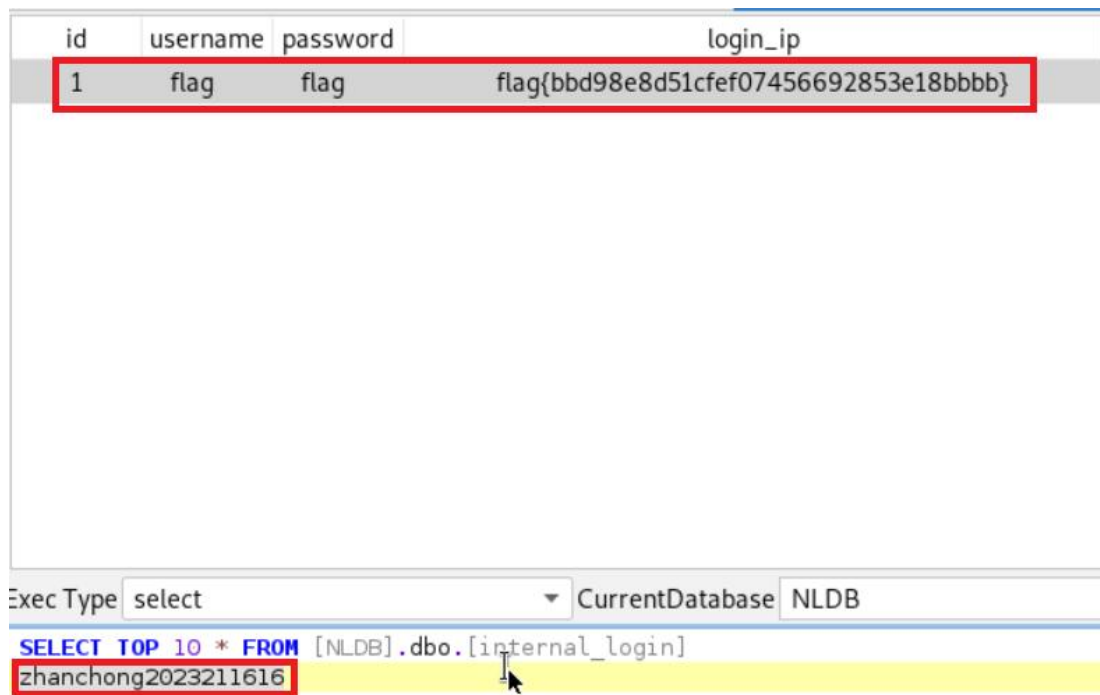 id username password login_ip
1 flag flag flag{bbd98e8d51cfef07456692853e18bbbb}
Exec Type select CurrentDatabase NLDB
SELECT TOP 10 * FROM [NLDB].dbo.[internal_login]
zhanchong2023211616